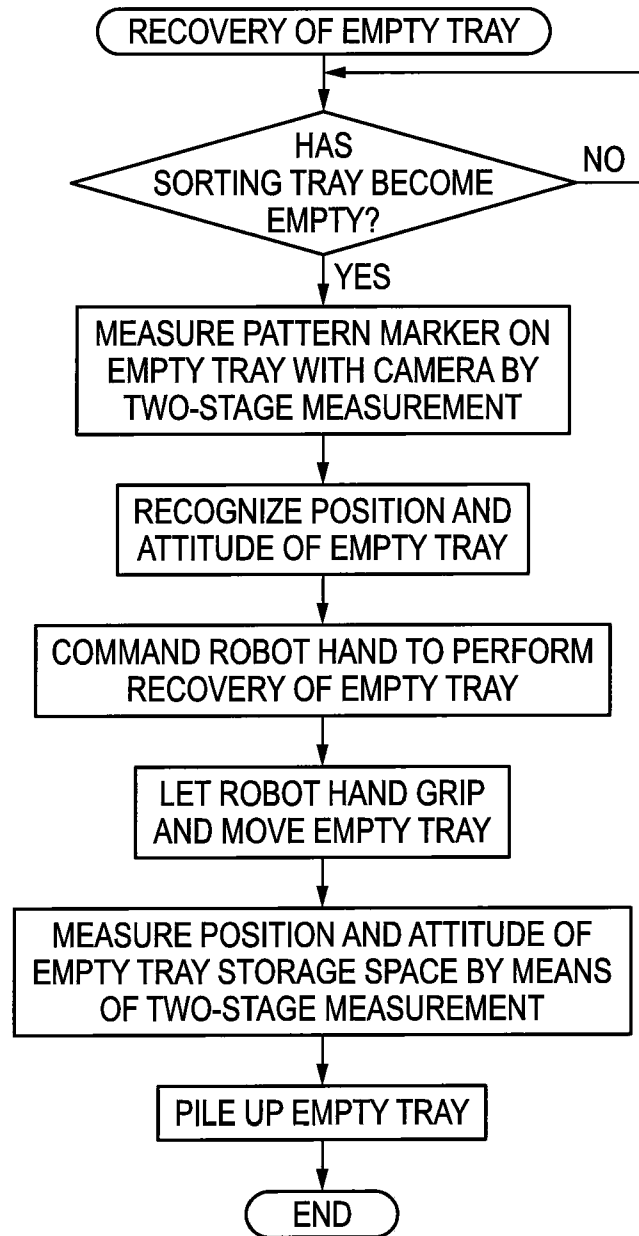 RECOVERY OF EMPTY TRAY
HAS
SORTING TRAY BECOME
EMPTY?
NO
YES
MEASURE PATTERN MARKER ON
EMPTY TRAY WITH CAMERA BY
TWO-STAGE MEASUREMENT
RECOGNIZE POSITION AND
ATTITUDE OF EMPTY TRAY
COMMAND ROBOT HAND TO PERFORM
RECOVERY OF EMPTY TRAY
LET ROBOT HAND GRIP
AND MOVE EMPTY TRAY
MEASURE POSITION AND ATTITUDE OF
EMPTY TRAY STORAGE SPACE BY MEANS
OF TWO-STAGE MEASUREMENT
PILE UP EMPTY TRAY
END